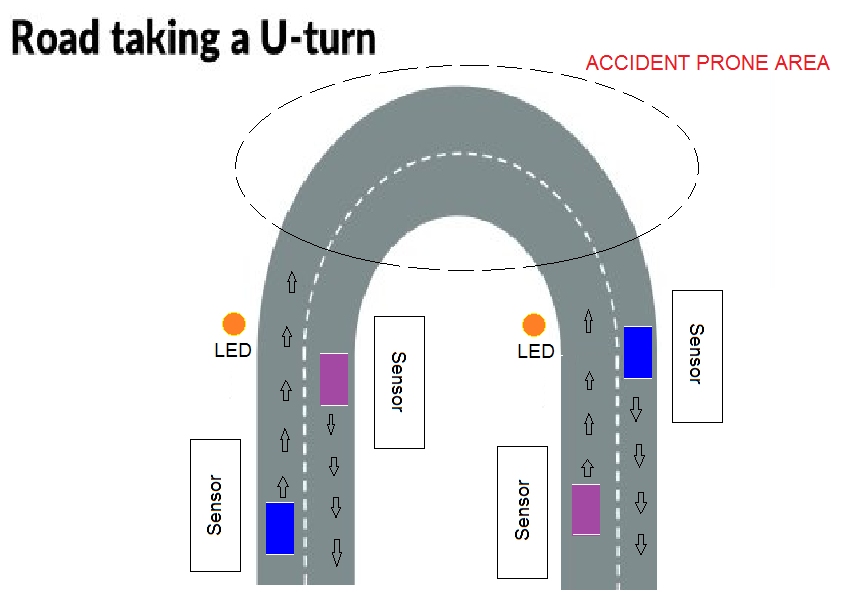 Road taking a U-turn
ACCIDENT PRONE AREA
LED
LED
Sensor
Sensor
Sensor
Sensor